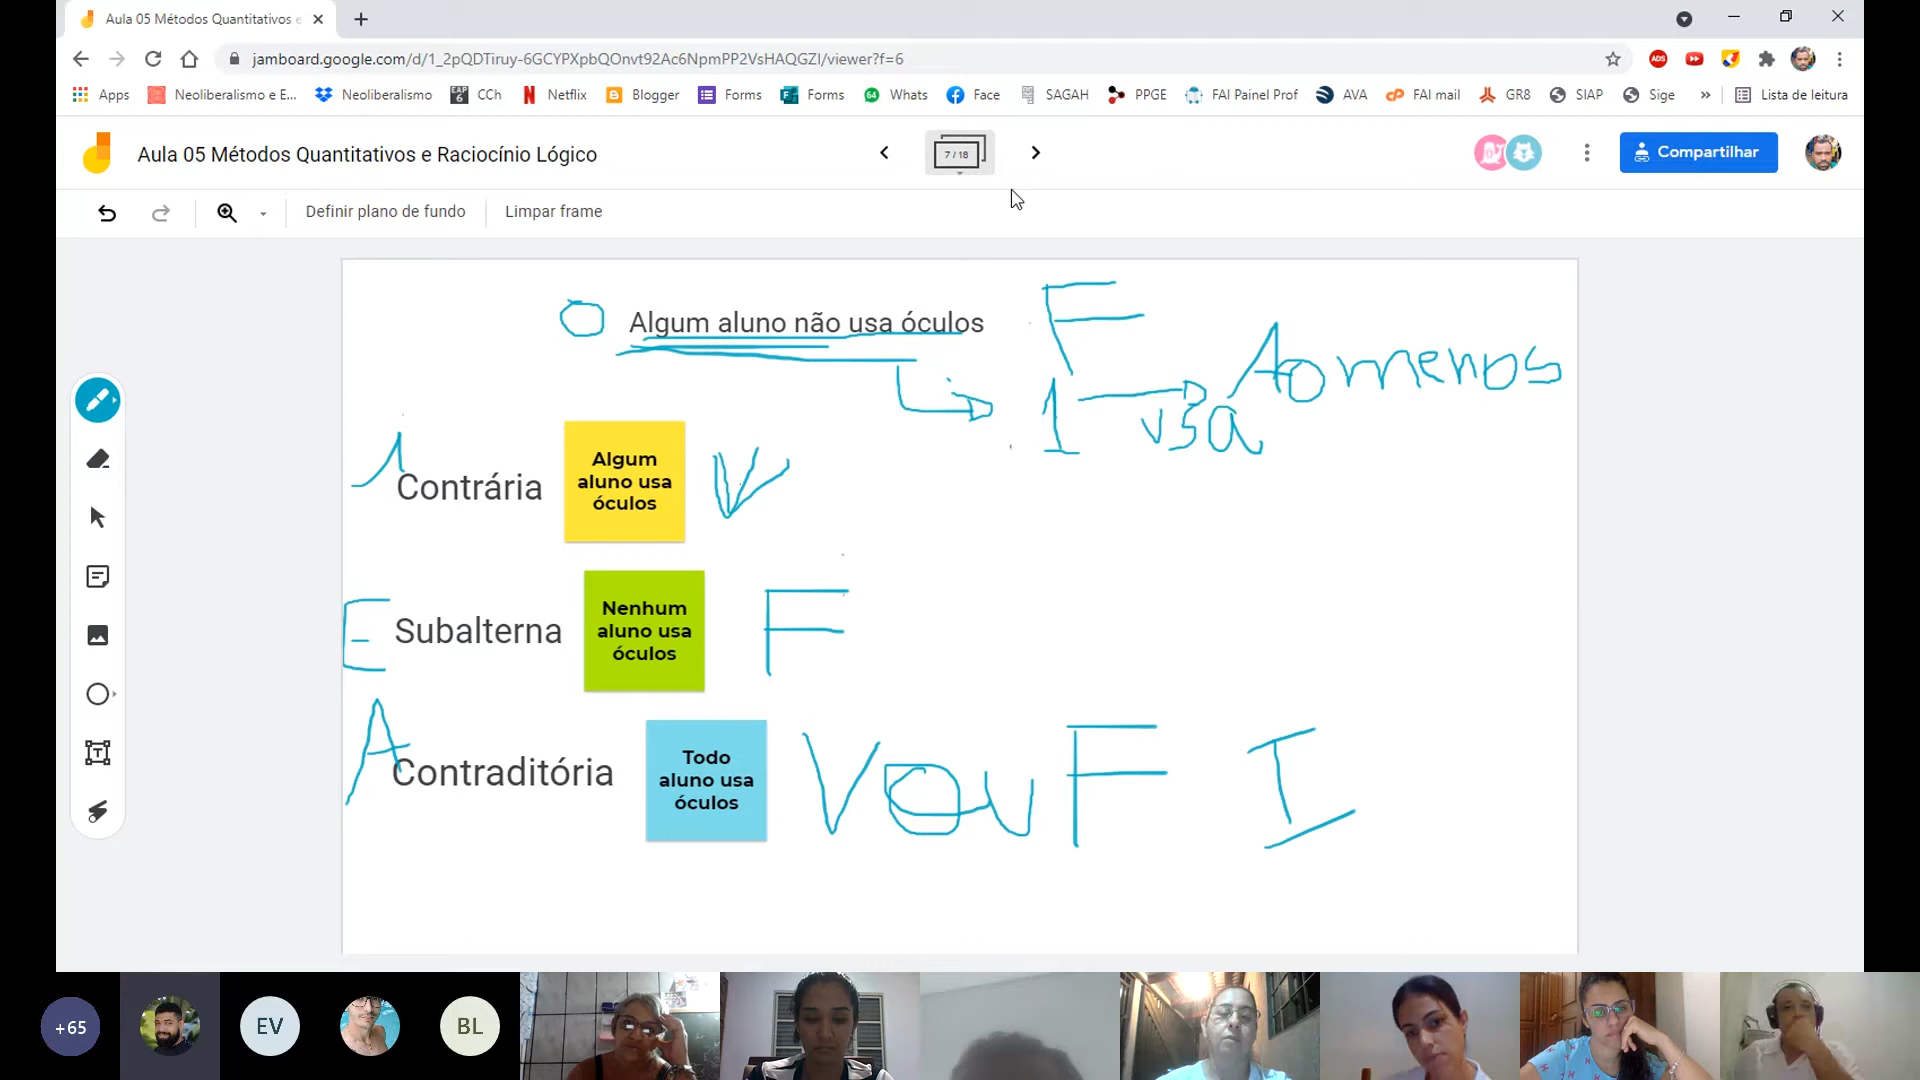 Aula 05 Métodos Quantitativos e
jamboard.google.com/d/1_2pQDTiruy-6GCYPXpbQOnvt92Ac6NpmPP2VsHAQGZI/viewer?f=6
ADS
Apps Neoliberalismo e E... Neoliberalismo EAP 6 CCh Netflix Blogger Forms Forms 64 Whats Face SAGAH PPGE FAI Painel Prof AVA FAI mail GR8 SIAP Sige » Lista de leitura
Aula 05 Métodos Quantitativos e Raciocínio Lógico 7 / 18 Compartilhar
Definir plano de fundo Limpar frame
O Algum aluno não usa óculos F
1 usa Ao menos
I Contrária
Algum
aluno usa
óculos
V
E Subalterna
Nenhum
aluno usa
óculos
F
A Contraditória
Todo
aluno usa
óculos
V ou F I
+65 EV BL